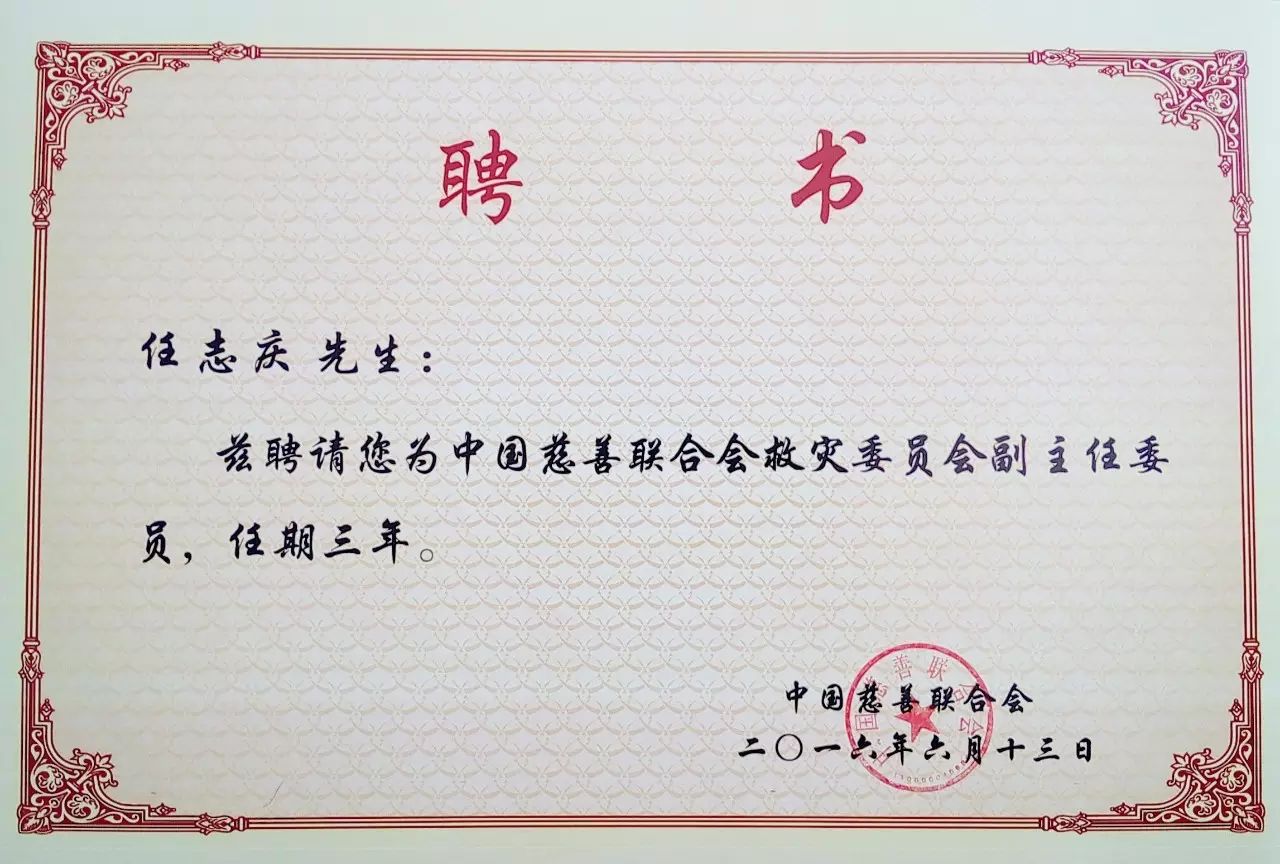 聘 书
任志庆 先生：
兹聘请您为中国慈善联合会救灾委员会副主任委
员，任期三年。
中国慈善联合会
二〇一六年六月十三日